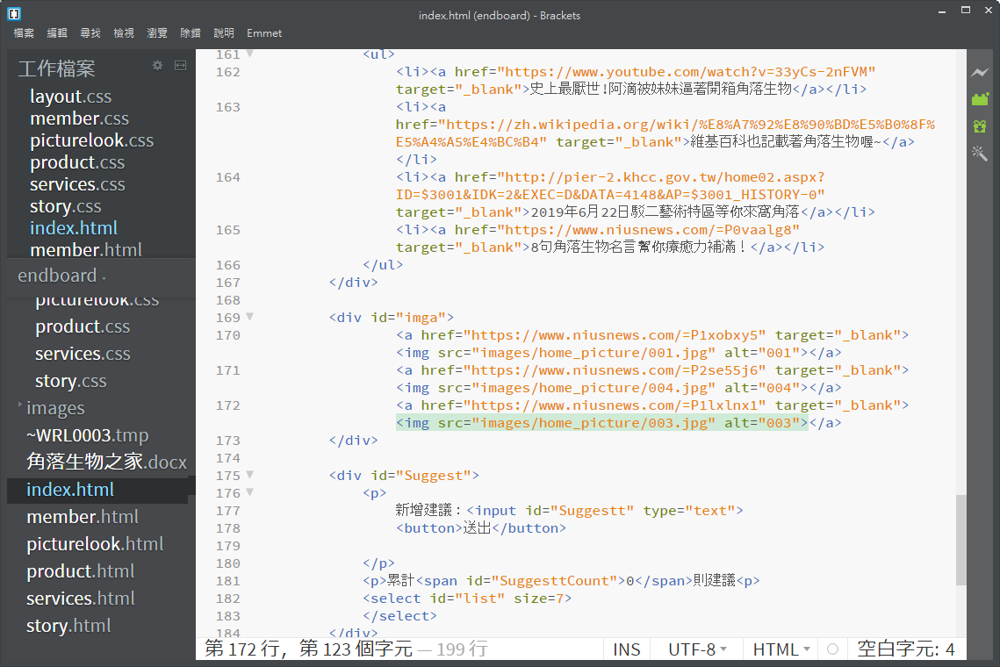 index.html (endboard) - Brackets
檔案 編輯 尋找 檢視 瀏覽 除錯 說明 Emmet
工作檔案
layout.css
member.css
picturelook.css
product.css
services.css
story.css
index.html
member.html
endboard
picturelook.css
product.css
services.css
story.css
images
~WRL0003.tmp
角落生物之家.docx
index.html
member.html
picturelook.html
product.html
services.html
story.html
161 <ul>
162 <li><a href="https://www.youtube.com/watch?v=33yCs-2nFVM"
target="_blank">史上最厭世!阿滴被妹妹逼著開箱角落生物</a></li>
163 <li><a
href="https://zh.wikipedia.org/wiki/%E8%A7%92%E8%90%BD%E5%B0%8F%
E5%A4%A5%E4%BC%B4" target="_blank">維基百科也記載著角落生物喔~</a>
</li>
164 <li><a href="http://pier-2.khcc.gov.tw/home02.aspx?
ID=$3001&IDK=2&EXEC=D&DATA=4148&AP=$3001_HISTORY-0"
target="_blank">2019年6月22日駁二藝術特區等你來窩角落</a></li>
165 <li><a href="https://www.niusnews.com/=P0vaalg8"
target="_blank">8句角落生物名言幫你療癒力補滿！</a></li>
166 </ul>
167 </div>
168
169 <div id="imga">
170 <a href="https://www.niusnews.com/=P1xobxy5" target="_blank">
<img src="images/home_picture/001.jpg" alt="001"></a>
171 <a href="https://www.niusnews.com/=P2se55j6" target="_blank">
<img src="images/home_picture/004.jpg" alt="004"></a>
172 <a href="https://www.niusnews.com/=P1lxlnx1" target="_blank">
<img src="images/home_picture/003.jpg" alt="003"></a>
173 </div>
174
175 <div id="Suggest">
176 <p>
177 新增建議：<input id="Suggestt" type="text">
178 <button>送出</button>
179
180 </p>
181 <p>累計<span id="SuggesttCount">0</span>則建議<p>
182 <select id="list" size=7>
183 </select>
184 </div>
第 172 行，第 123 個字元 — 199 行 INS UTF-8 HTML 空白字元: 4